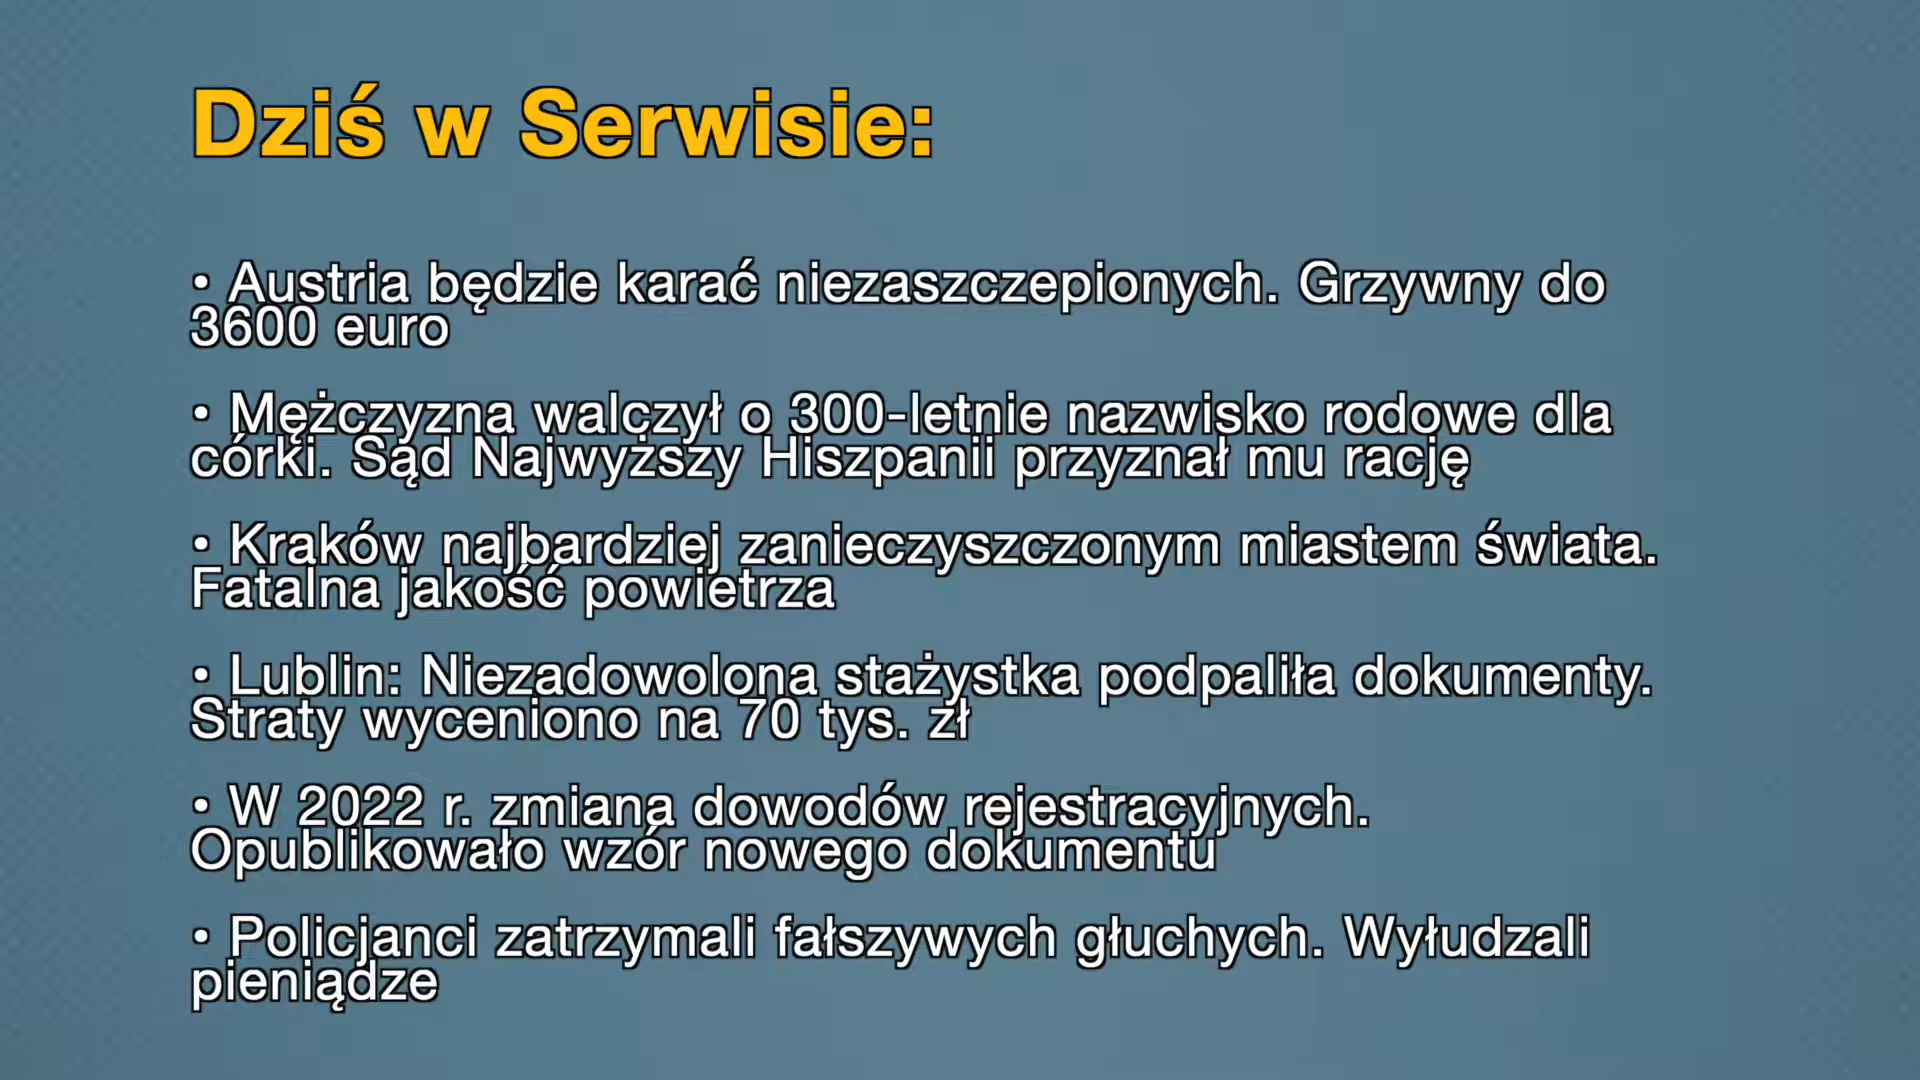 Dziś w Serwisie:
• Austria będzie karać niezaszczepionych. Grzywny do
3600 euro
• Mężczyzna walczył o 300-letnie nazwisko rodowe dla
córki. Sąd Najwyższy Hiszpanii przyznał mu rację
• Kraków najbardziej zanieczyszczonym miastem świata.
Fatalna jakość powietrza
• Lublin: Niezadowolona stażystka podpaliła dokumenty.
Straty wyceniono na 70 tys. zł
• W 2022 r. zmiana dowodów rejestracyjnych.
Opublikowało wzór nowego dokumentu
• Policjanci zatrzymali fałszywych głuchych. Wyłudzali
pieniądze